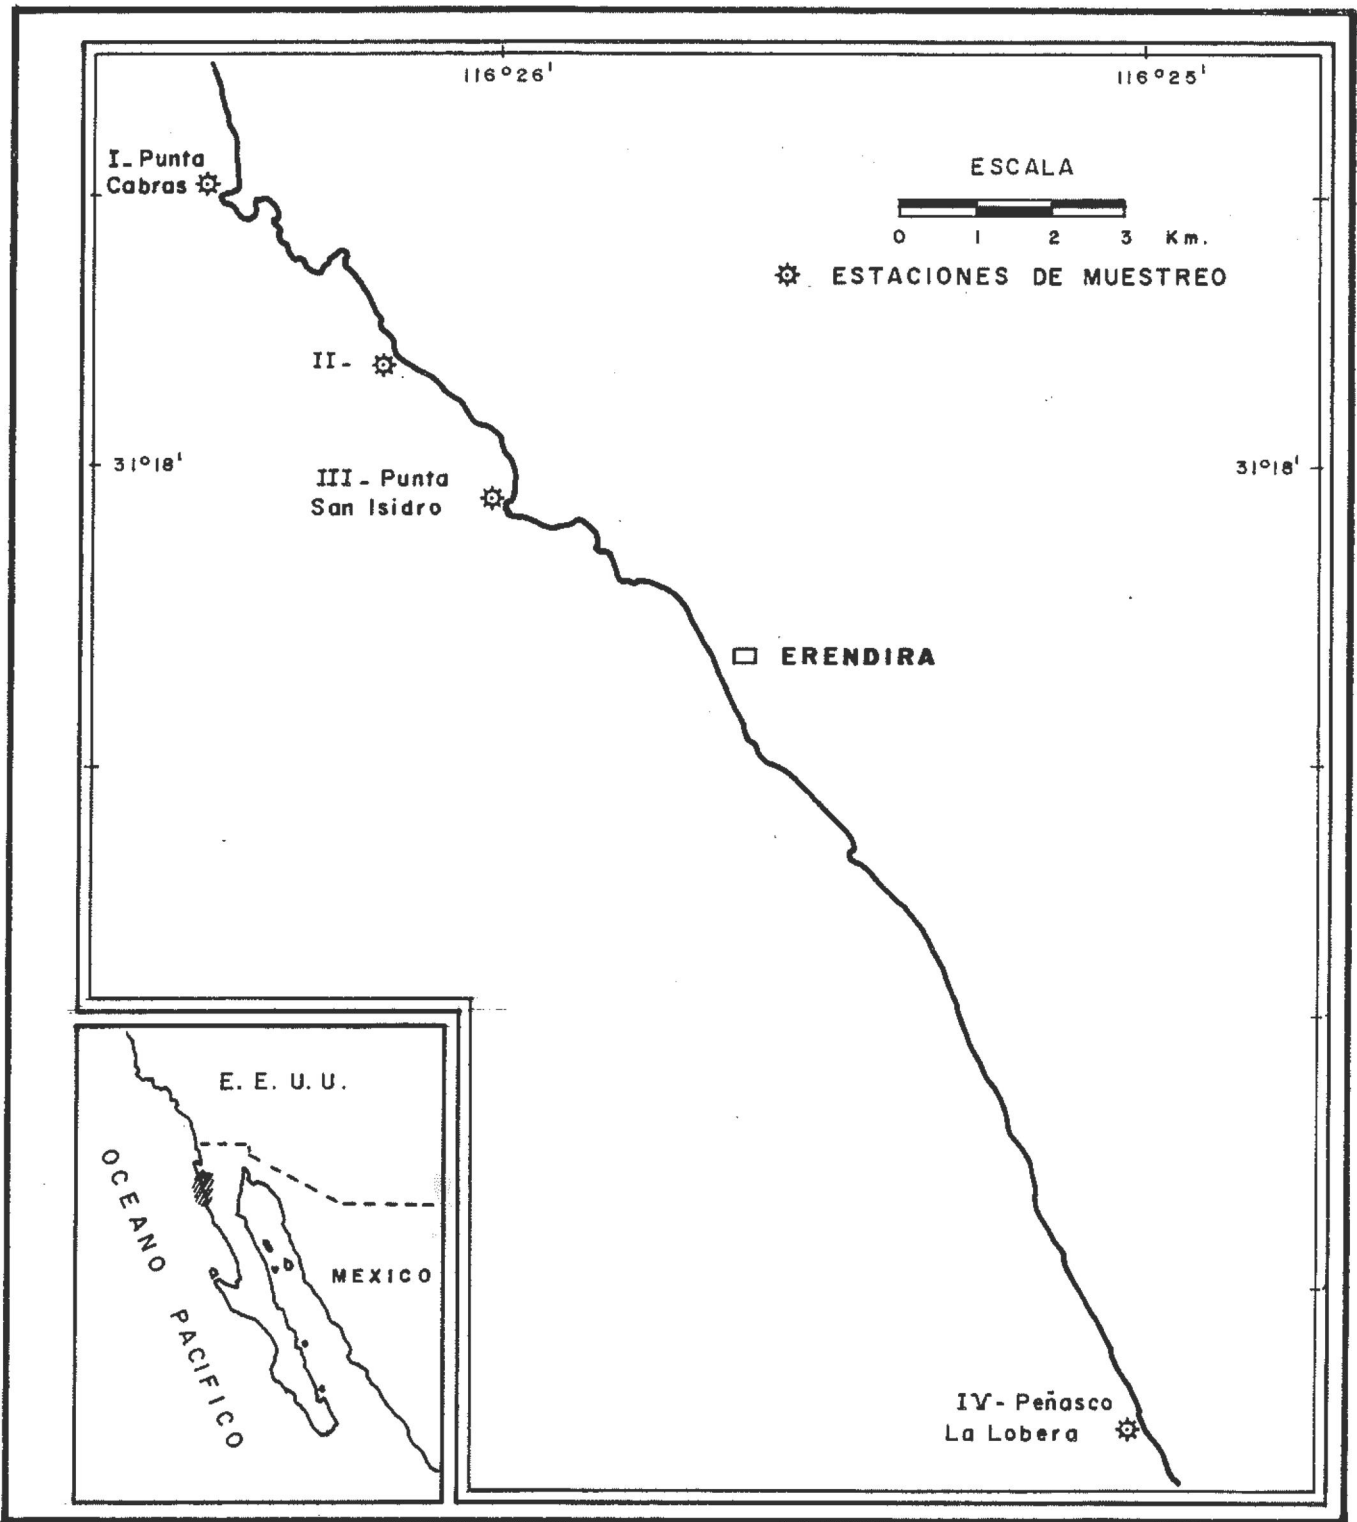 116°26' 116°25'
I_ Punta
Cabras
ESCALA
0 1 2 3 Km.
ESTACIONES DE MUESTREO
II-
31°18' 31°18'
III_ Punta
San Isidro
ERENDIRA
E. E. U. U.
OCEANO PACIFICO
MEXICO
IV- Peñasco
La Lobera